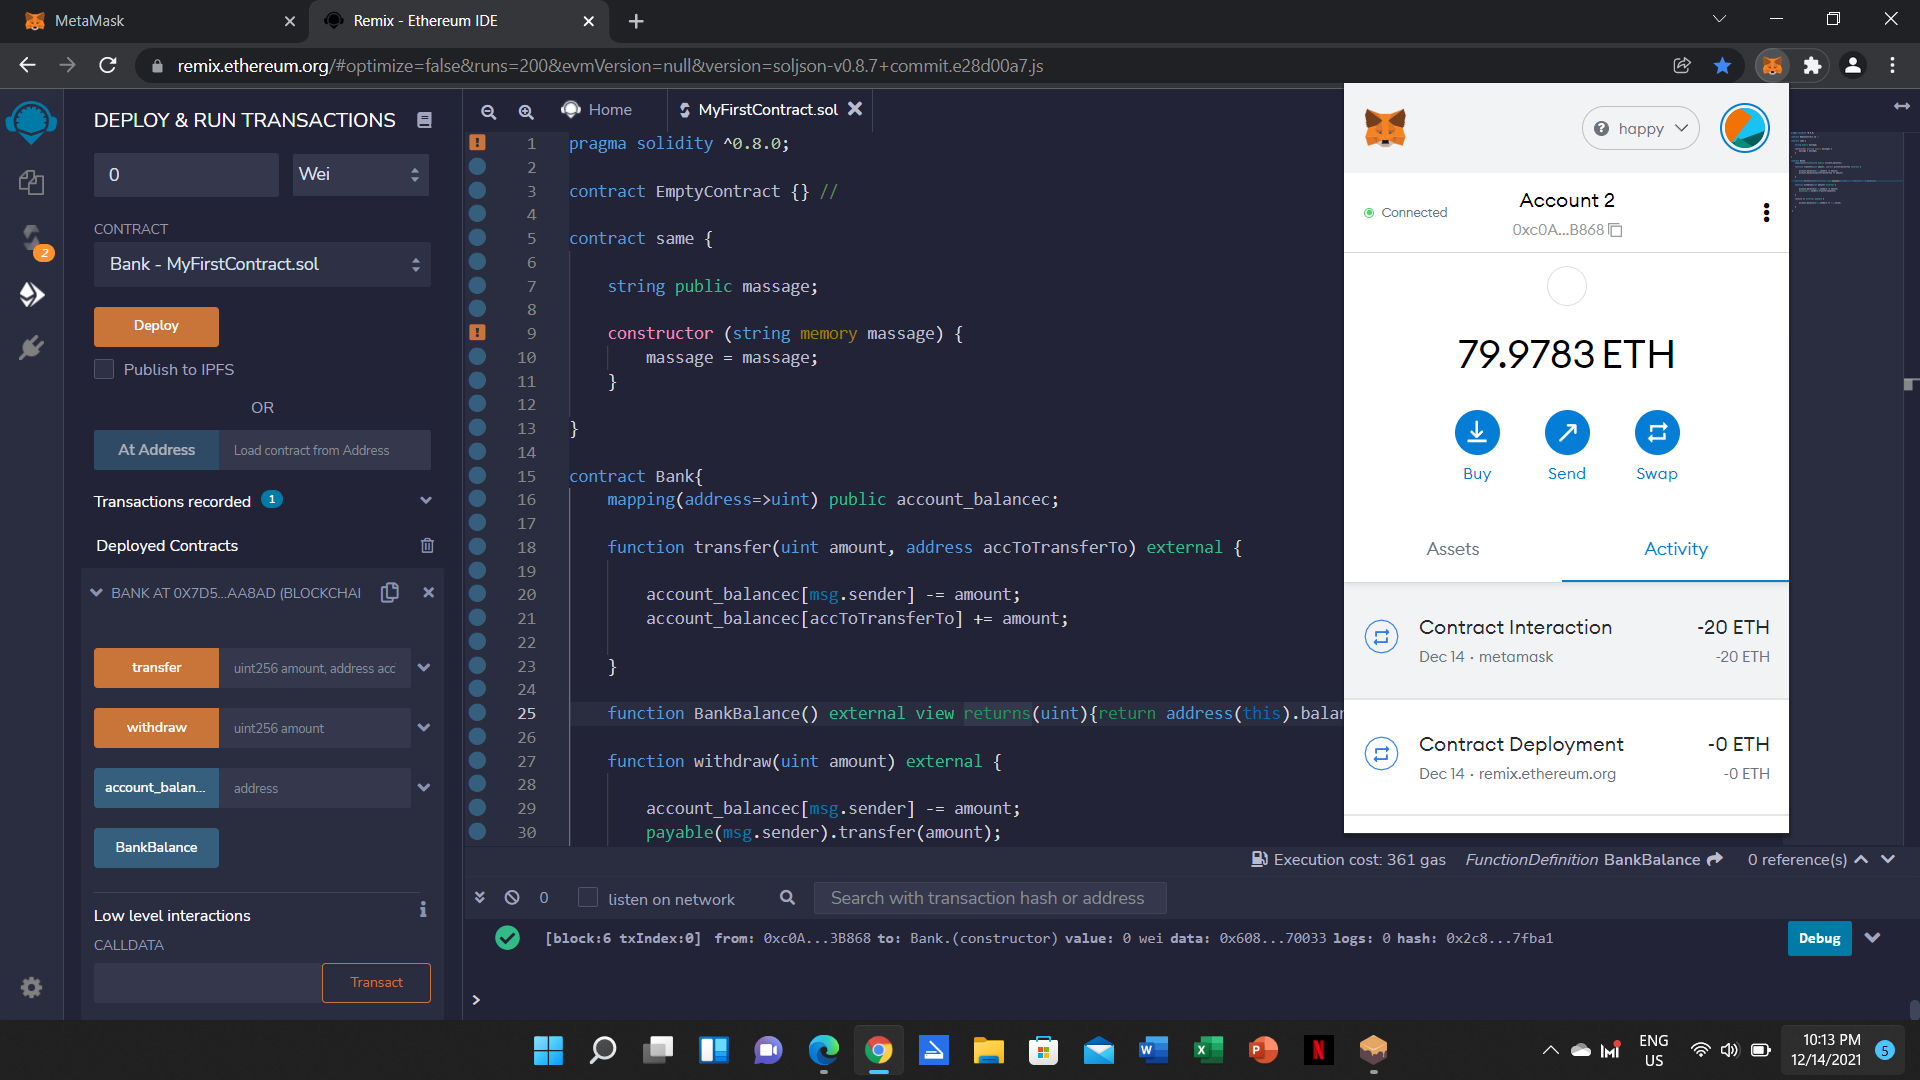 MetaMask
Remix - Ethereum IDE
remix.ethereum.org/#optimize=false&runs=200&evmVersion=null&version=soljson-v0.8.7+commit.e28d00a7.js
DEPLOY & RUN TRANSACTIONS
0
Wei
CONTRACT
Bank - MyFirstContract.sol
Deploy
Publish to IPFS
OR
At Address
Load contract from Address
Transactions recorded 1
Deployed Contracts
BANK AT 0X7D5...AA8AD (BLOCKCHAI
transfer
uint256 amount, address acc
withdraw
uint256 amount
account_balan...
address
BankBalance
Low level interactions
CALLDATA
Transact
2
Home
MyFirstContract.sol
1 pragma solidity ^0.8.0;
2
3 contract EmptyContract {} //
4
5 contract same {
6
7 string public massage;
8
9 constructor (string memory massage) {
10 massage = massage;
11 }
12
13 }
14
15 contract Bank{
16 mapping(address=>uint) public account_balancec;
17
18 function transfer(uint amount, address accToTransferTo) external {
19
20 account_balancec[msg.sender] -= amount;
21 account_balancec[accToTransferTo] += amount;
22
23 }
24
25 function BankBalance() external view returns(uint){return address(this).balan
26
27 function withdraw(uint amount) external {
28
29 account_balancec[msg.sender] -= amount;
30 payable(msg.sender).transfer(amount);
Execution cost: 361 gas FunctionDefinition BankBalance 0 reference(s)
0
listen on network
Search with transaction hash or address
[block:6 txIndex:0] from: 0xc0A...3B868 to: Bank.(constructor) value: 0 wei data: 0x608...70033 logs: 0 hash: 0x2c8...7fba1
Debug
>
happy
Connected
Account 2
0xc0A...B868
79.9783 ETH
Buy
Send
Swap
Assets
Activity
Contract Interaction
-20 ETH
Dec 14 · metamask
-20 ETH
Contract Deployment
-0 ETH
Dec 14 · remix.ethereum.org
-0 ETH
ENG
US
10:13 PM
12/14/2021
5